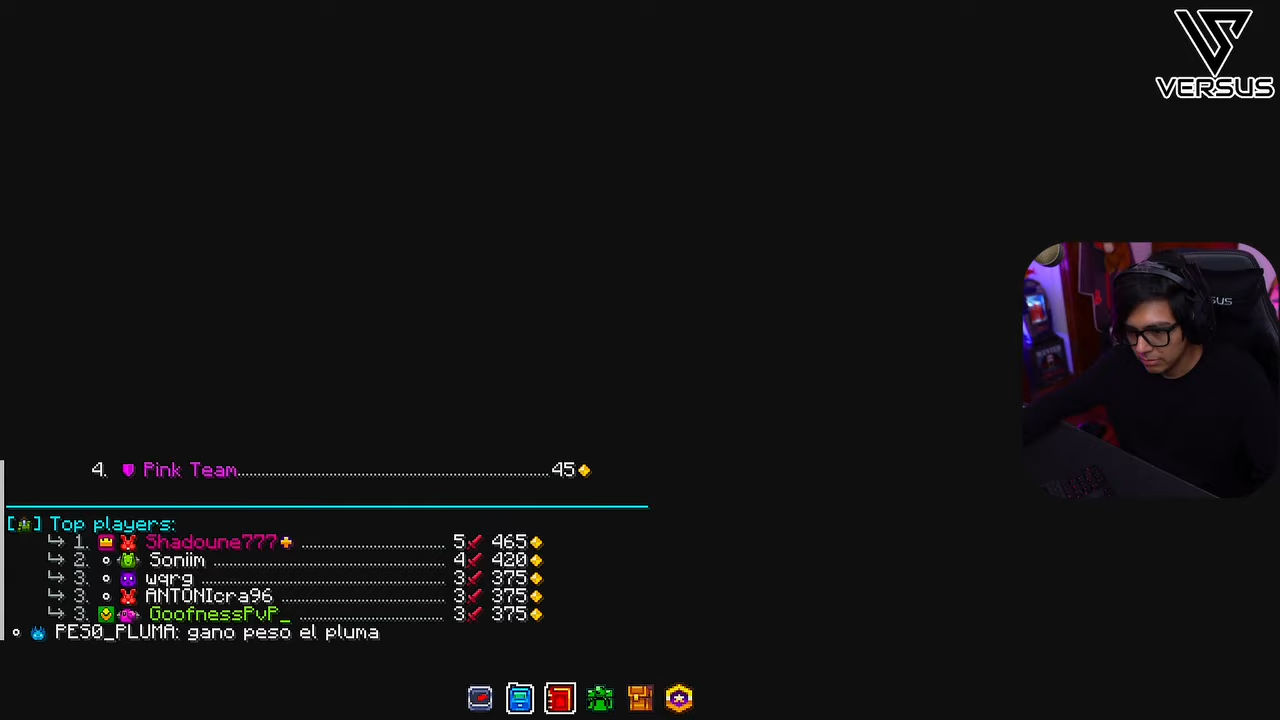 VERSUS
4. Pink Team..........45
[ ] Top players:
1. Shadoune777 .......... 5 465
2. Soniim .......... 4 420
3. wqrg .......... 3 375
3. ANTONIcra96 .......... 3 375
3. GoofnessPvP_ .......... 3 375
PES0_PLUMA: gano peso el pluma